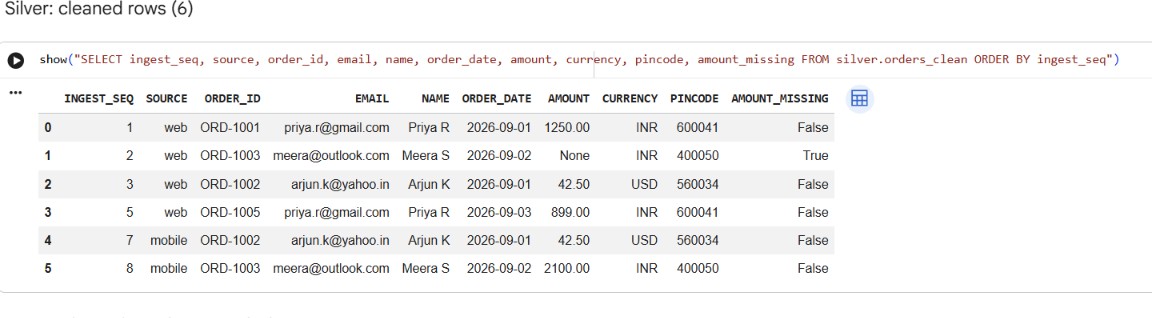 Silver: cleaned rows (6)
show("SELECT ingest_seq, source, order_id, email, name, order_date, amount, currency, pincode, amount_missing FROM silver.orders_clean ORDER BY ingest_seq")
INGEST_SEQ SOURCE ORDER_ID EMAIL NAME ORDER_DATE AMOUNT CURRENCY PINCODE AMOUNT_MISSING
0 1 web ORD-1001 priya.r@gmail.com Priya R 2026-09-01 1250.00 INR 600041 False
1 2 web ORD-1003 meera@outlook.com Meera S 2026-09-02 None INR 400050 True
2 3 web ORD-1002 arjun.k@yahoo.in Arjun K 2026-09-01 42.50 USD 560034 False
3 5 web ORD-1005 priya.r@gmail.com Priya R 2026-09-03 899.00 INR 600041 False
4 7 mobile ORD-1002 arjun.k@yahoo.in Arjun K 2026-09-01 42.50 USD 560034 False
5 8 mobile ORD-1003 meera@outlook.com Meera S 2026-09-02 2100.00 INR 400050 False